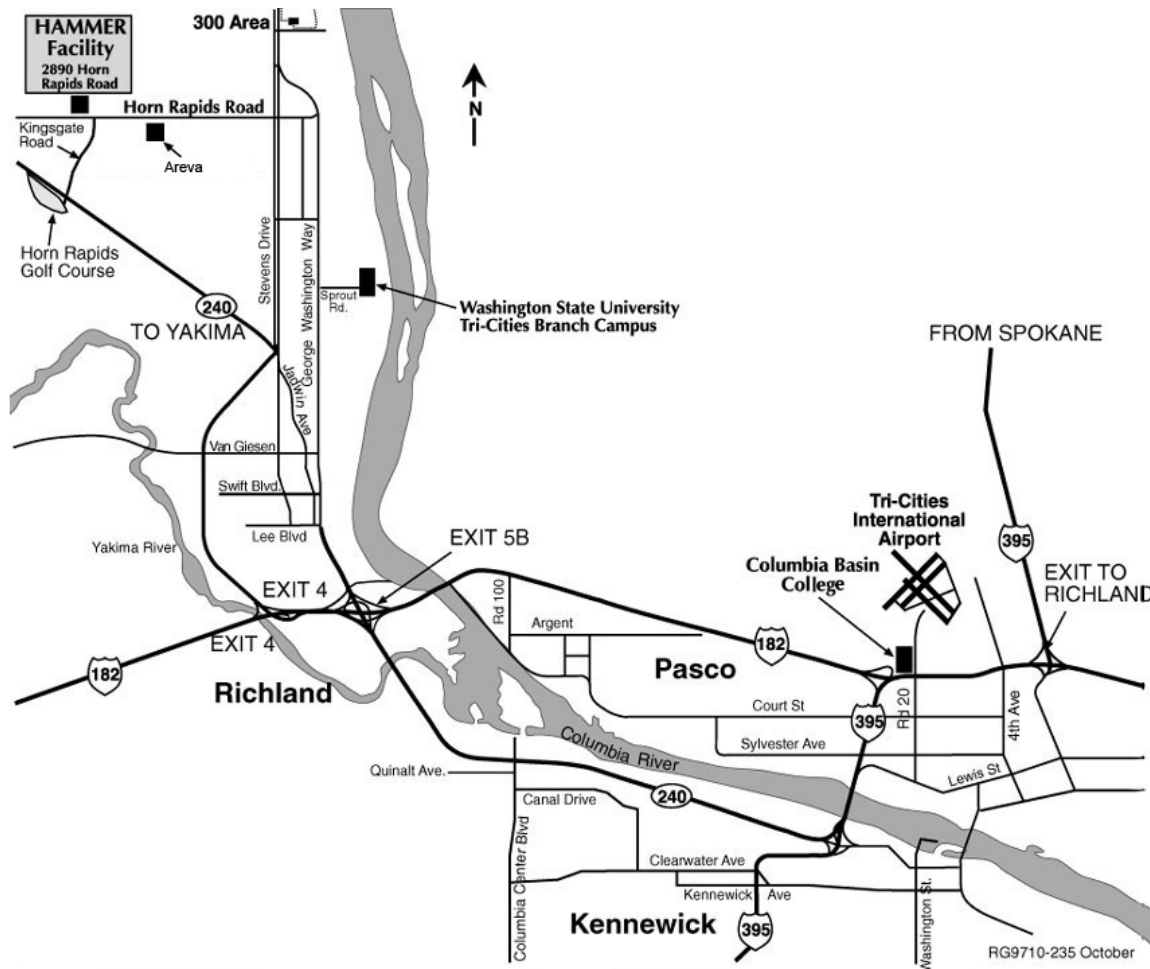 HAMMER
Facility
2890 Horn
Rapids Road
300 Area
N
Horn Rapids Road
Kingsgate
Road
Areva
Horn Rapids
Golf Course
Stevens Drive
George Washington Way
Sprout
Rd.
Washington State University
Tri-Cities Branch Campus
240
TO YAKIMA
FROM SPOKANE
Jadwin Ave
Van Giesen
Swift Blvd.
Lee Blvd
Yakima River
EXIT 5B
EXIT 4
EXIT 4
182
Richland
Tri-Cities
International
Airport
395
Columbia Basin
College
EXIT TO
RICHLAND
Rd 100
Argent
182
Pasco
Court St
395
Rd 20
4th Ave
Sylvester Ave
Columbia River
Lewis St
Quinalt Ave.
240
Canal Drive
Columbia Center Blvd
Clearwater Ave
Kennewick Ave
Kennewick
395
Washington St.
RG9710-235 October